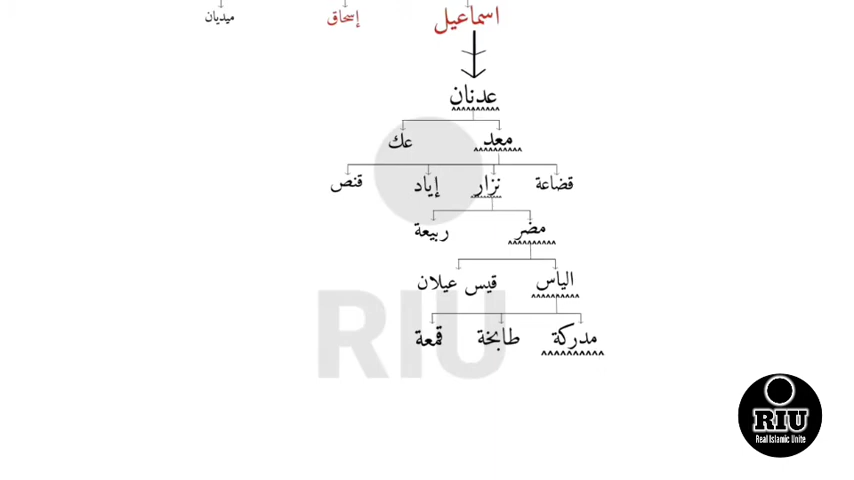 اسماعيل إسحاق ميديان
عدنان
معد عك
قضاعة نزار إياد قنص
مضر ربيعة
الياس قيس عيلان
مدركة طابخة قمعة
RIU
RIU
Real Islamic Unite